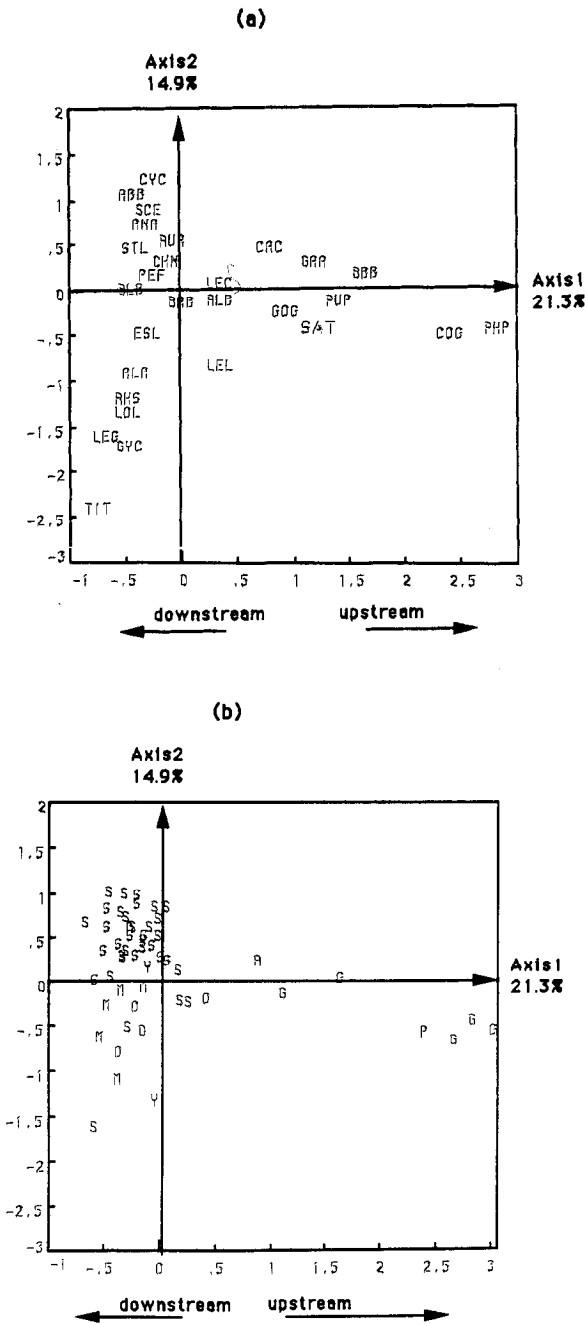 (a)
Axis2
14.9%
2
1,5
CYC
ABB
1
SCE
ANA
RUR
,5
STL
CAC
CHN
GRA
PEF
BBB
LEC
Axis1
0
BLB
BRB
ALB
PUP
21.3%
GOG
SAT
-,5
ESL
COG
PHP
LEL
-1
ALA
RHS
LOL
-1,5
LEG
GYC
-2
TIT
-2,5
-3
-1 -,5 0 ,5 1 1,5 2 2,5 3
downstream upstream
(b)
Axis2
14.9%
2
1,5
1
S S S
S S S S
S S S
S S S S S
,5
S S S
S S S
S S S S S A
Y S
Axis1
0
S S G
21.3%
M M G
M O S S O
-,5
S O P G G
M G
O
-1
M
Y
-1,5
S
-2
-2,5
-3
-1 -,5 0 ,5 1 1,5 2 2,5 3
downstream upstream